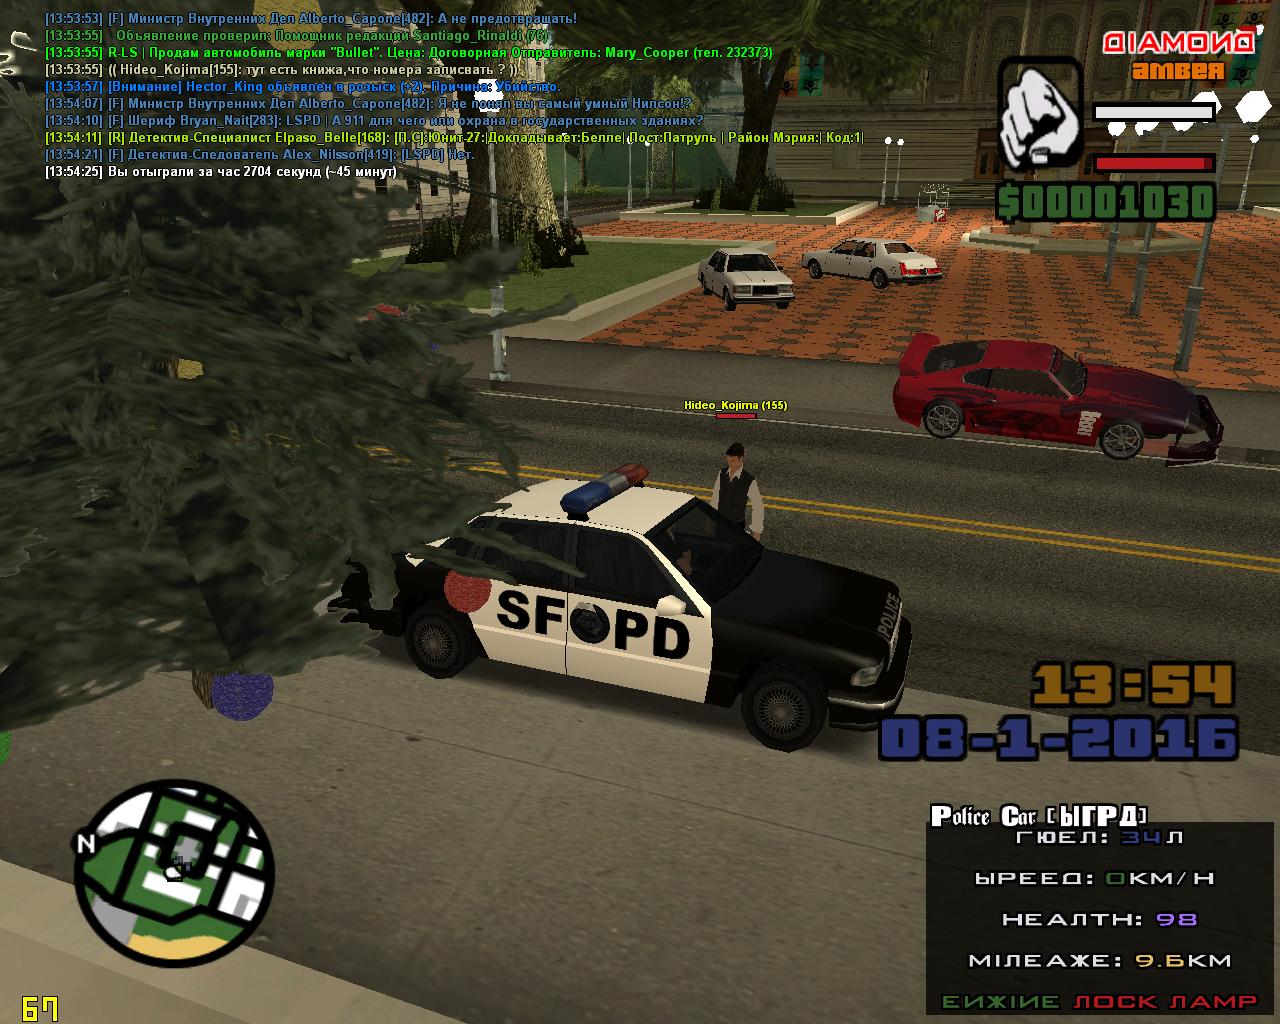 [13:53:53] [F] Министр Внутренних Дел Alberto_Capone[482]: А не предотвращать!
[13:53:55] Объявление проверил: Помощник редакции Santiago_Rinaldi (76)
[13:53:55] R-LS | Продам автомобиль марки "Bullet". Цена: Договорная Отправитель: Mary_Cooper (тел. 232373)
[13:53:55] (( Hideo_Kojima[155]: тут есть книжа,что номера записвать ? ))
[13:53:57] [Внимание] Hector_King объявлен в розыск (+2). Причина: Убийство.
[13:54:07] [F] Министр Внутренних Дел Alberto_Capone[482]: Я не понял вы самый умный Нилсон!?
[13:54:10] [F] Шериф Bryan_Nait[283]: LSPD | А 911 для чего или охрана в государственных зданиях?
[13:54:11] [R] Детектив-Специалист Elpaso_Belle[168]: [П.С]:Юнит-27:|Докладывает:Белле| Пост:Патруль | Район Мэрия:| Код:1|
[13:54:21] [F] Детектив-Следователь Alex_Nilsson[419]: [LSPD] Нет.
[13:54:25] Вы отыграли за час 2704 секунд (~45 минут)
ДIАМОИД
АМВЕЯ
$00001030
Hideo_Kojima (155)
SF PD
POLICE
13:54
08-1-2016
N
Police Car [ЫГРД]
ГЮЕЛ: 34Л
ЫРЕЕД: 0КМ/Н
НЕАЛТН: 98
МІЛЕАЖЕ: 9.6КМ
ЕИЖІИЕ ЛОСК ЛАМР
67